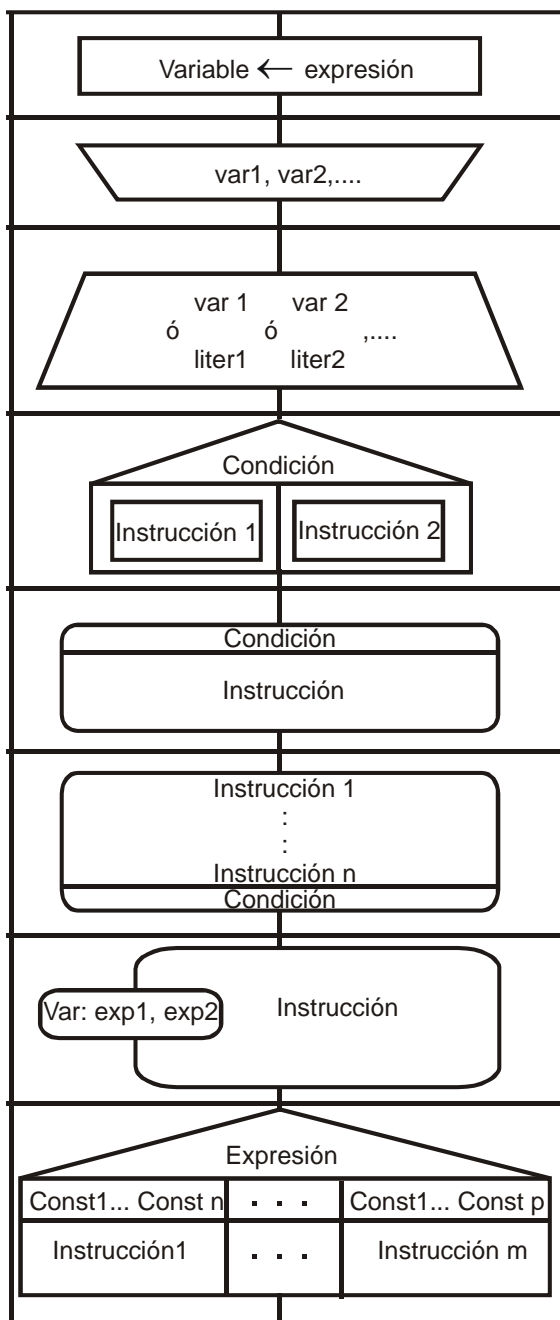 Variable ← expresión
var1, var2,....
var 1 var 2
ó ó ,....
liter1 liter2
Condición
Instrucción 1 Instrucción 2
Condición
Instrucción
Instrucción 1
:
:
Instrucción n
Condición
Var: exp1, exp2 Instrucción
Expresión
Const1... Const n . . . Const1... Const p
Instrucción1 . . . Instrucción m